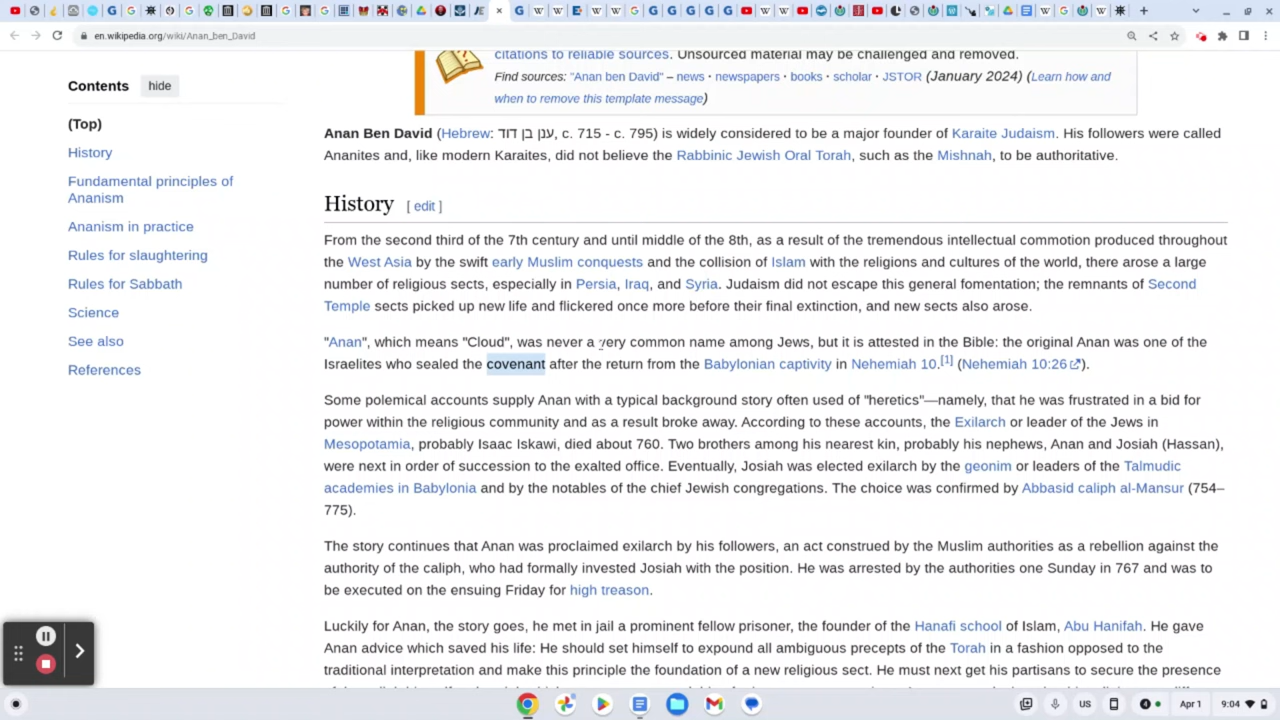 en.wikipedia.org/wiki/Anan_ben_David
citations to reliable sources. Unsourced material may be challenged and removed.
Find sources: "Anan ben David" – news · newspapers · books · scholar · JSTOR (January 2024) (Learn how and
when to remove this template message)
Contents hide
(Top)
History
Fundamental principles of
Ananism
Ananism in practice
Rules for slaughtering
Rules for Sabbath
Science
See also
References
Anan Ben David (Hebrew: ענן בן דוד, c. 715 - c. 795) is widely considered to be a major founder of Karaite Judaism. His followers were called
Ananites and, like modern Karaites, did not believe the Rabbinic Jewish Oral Torah, such as the Mishnah, to be authoritative.
History [ edit ]
From the second third of the 7th century and until middle of the 8th, as a result of the tremendous intellectual commotion produced throughout
the West Asia by the swift early Muslim conquests and the collision of Islam with the religions and cultures of the world, there arose a large
number of religious sects, especially in Persia, Iraq, and Syria. Judaism did not escape this general fomentation; the remnants of Second
Temple sects picked up new life and flickered once more before their final extinction, and new sects also arose.
"Anan", which means "Cloud", was never a very common name among Jews, but it is attested in the Bible: the original Anan was one of the
Israelites who sealed the covenant after the return from the Babylonian captivity in Nehemiah 10.[1] (Nehemiah 10:26).
Some polemical accounts supply Anan with a typical background story often used of "heretics"—namely, that he was frustrated in a bid for
power within the religious community and as a result broke away. According to these accounts, the Exilarch or leader of the Jews in
Mesopotamia, probably Isaac Iskawi, died about 760. Two brothers among his nearest kin, probably his nephews, Anan and Josiah (Hassan),
were next in order of succession to the exalted office. Eventually, Josiah was elected exilarch by the geonim or leaders of the Talmudic
academies in Babylonia and by the notables of the chief Jewish congregations. The choice was confirmed by Abbasid caliph al-Mansur (754–
775).
The story continues that Anan was proclaimed exilarch by his followers, an act construed by the Muslim authorities as a rebellion against the
authority of the caliph, who had formally invested Josiah with the position. He was arrested by the authorities one Sunday in 767 and was to
be executed on the ensuing Friday for high treason.
Luckily for Anan, the story goes, he met in jail a prominent fellow prisoner, the founder of the Hanafi school of Islam, Abu Hanifah. He gave
Anan advice which saved his life: He should set himself to expound all ambiguous precepts of the Torah in a fashion opposed to the
traditional interpretation and make this principle the foundation of a new religious sect. He must next get his partisans to secure the presence
US 4 Apr 1 9:04